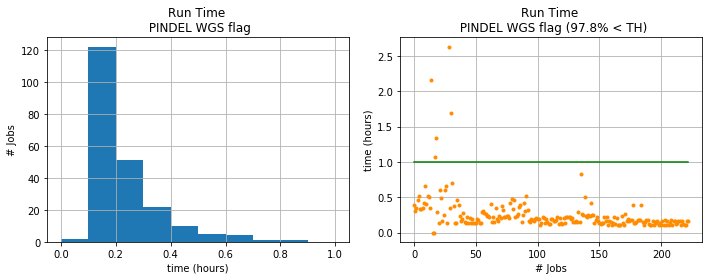 Run Time
PINDEL WGS flag
120
100
80
60
40
20
0
# Jobs
0.0 0.2 0.4 0.6 0.8 1.0
time (hours)
Run Time
PINDEL WGS flag (97.8% < TH)
2.5
2.0
1.5
1.0
0.5
0.0
time (hours)
0 50 100 150 200
# Jobs